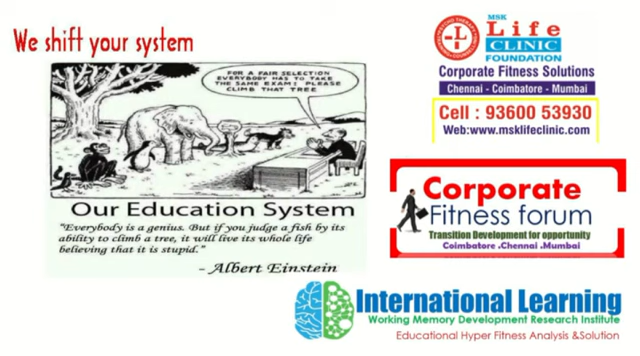 We shift your system
FOR A FAIR SELECTION
EVERYBODY HAS TO TAKE
THE SAME EXAM: PLEASE
CLIMB THAT TREE
Our Education System
"Everybody is a genius. But if you judge a fish by its
ability to climb a tree, it will live its whole life
believing that it is stupid."
- Albert Einstein
MSK
Life
CLINIC
FOUNDATION
Corporate Fitness Solutions
Chennai - Coimbatore - Mumbai
Cell : 93600 53930
Web:www.msklifeclinic.com
Corporate
Fitness forum
Transition Development for opportunity
Coimbatore .Chennai .Mumbai
International Learning
Working Memory Development Research Institute
Educational Hyper Fitness Analysis &Solution